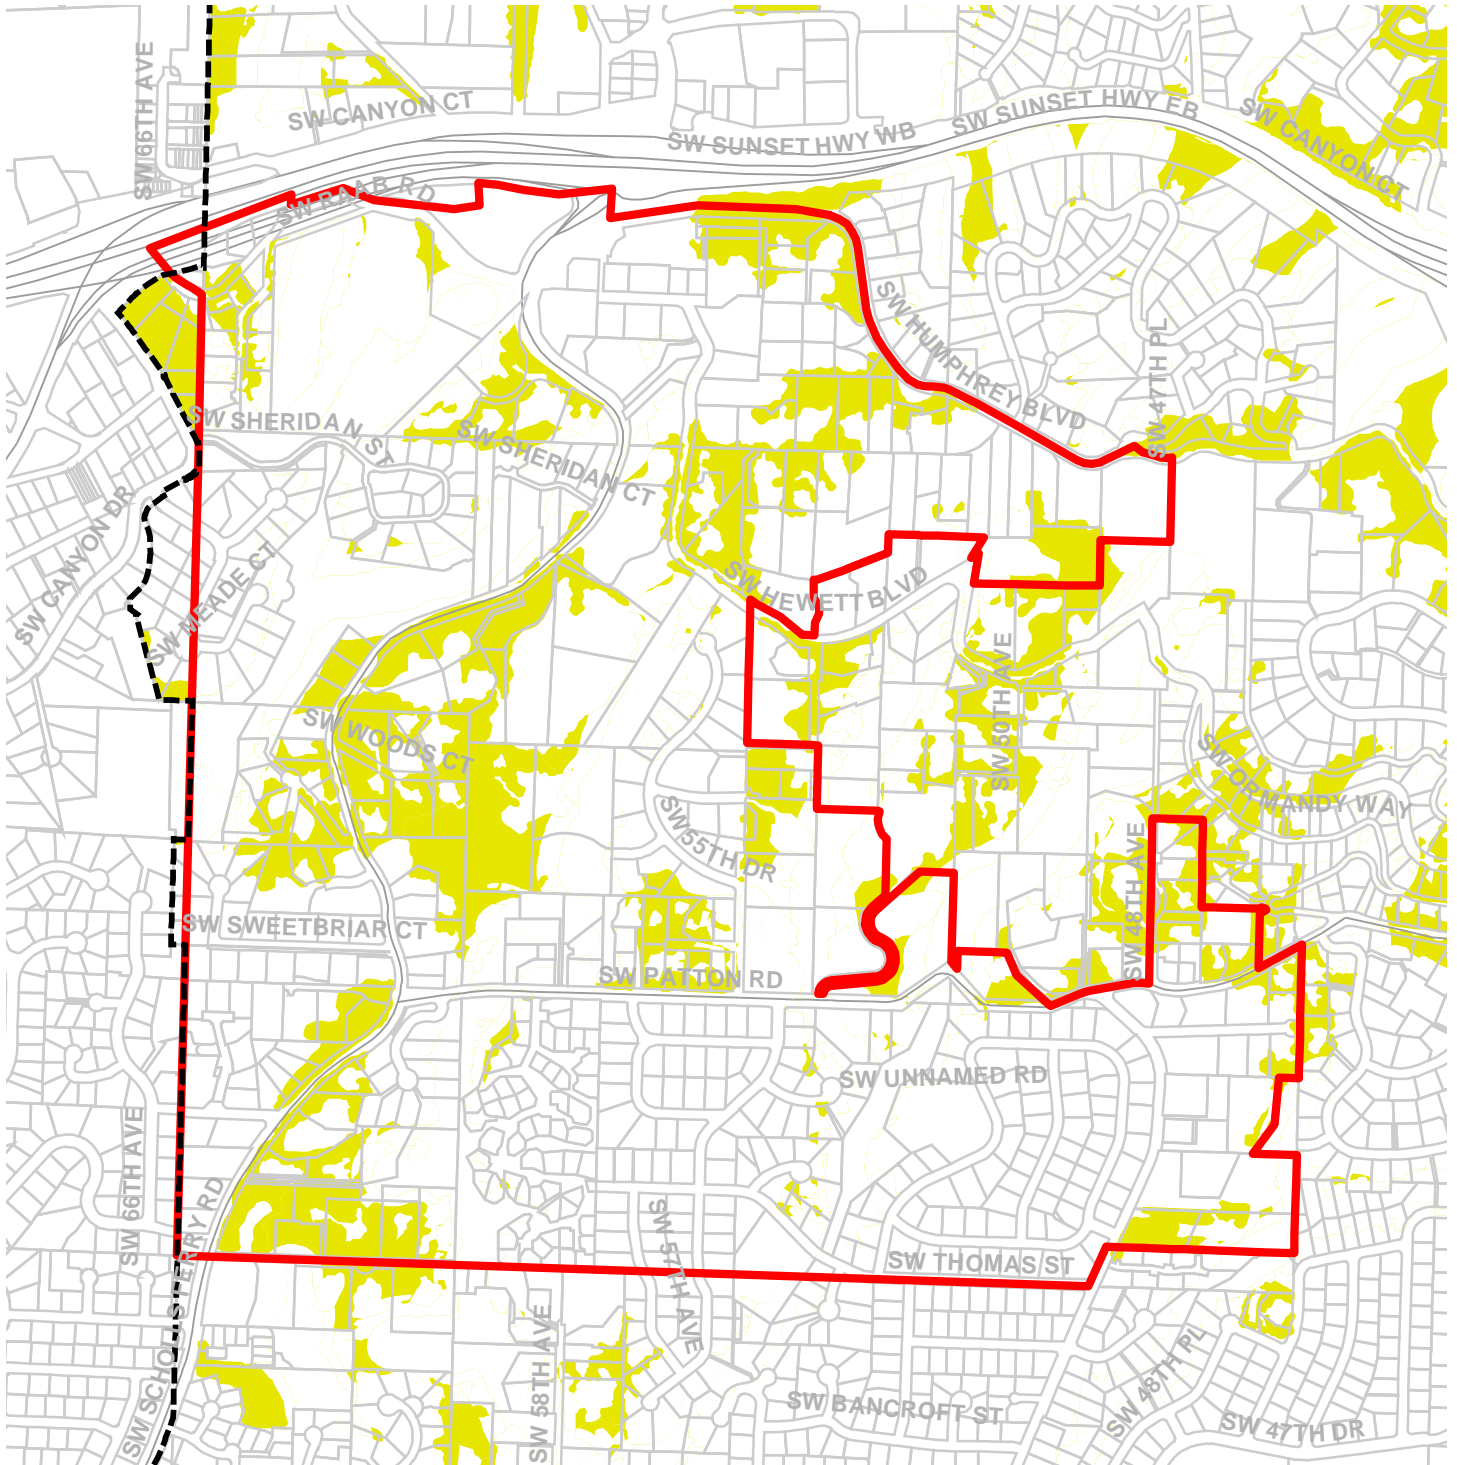 SW 66TH AVE
SW CANYON CT
SW SUNSET HWY WB
SW SUNSET HWY EB
SW CANYON CT
SW RAAB RD
SW HUMPHREY BLVD
SW 47TH PL
SW SHERIDAN ST
SW SHERIDAN CT
SW CANYON DR
SW MEADE CT
SW HEWETT BLVD
SW 50TH AVE
SW WOODS CT
SW ORMANDY WAY
SW 55TH DR
SW 48TH AVE
SW SWEETBRIAR CT
SW PATTON RD
SW UNNAMED RD
SW 66TH AVE
SW SCHOLLS FERRY RD
SW 57TH AVE
SW THOMAS ST
SW 58TH AVE
SW 48TH PL
SW BANCROFT ST
SW 47TH DR